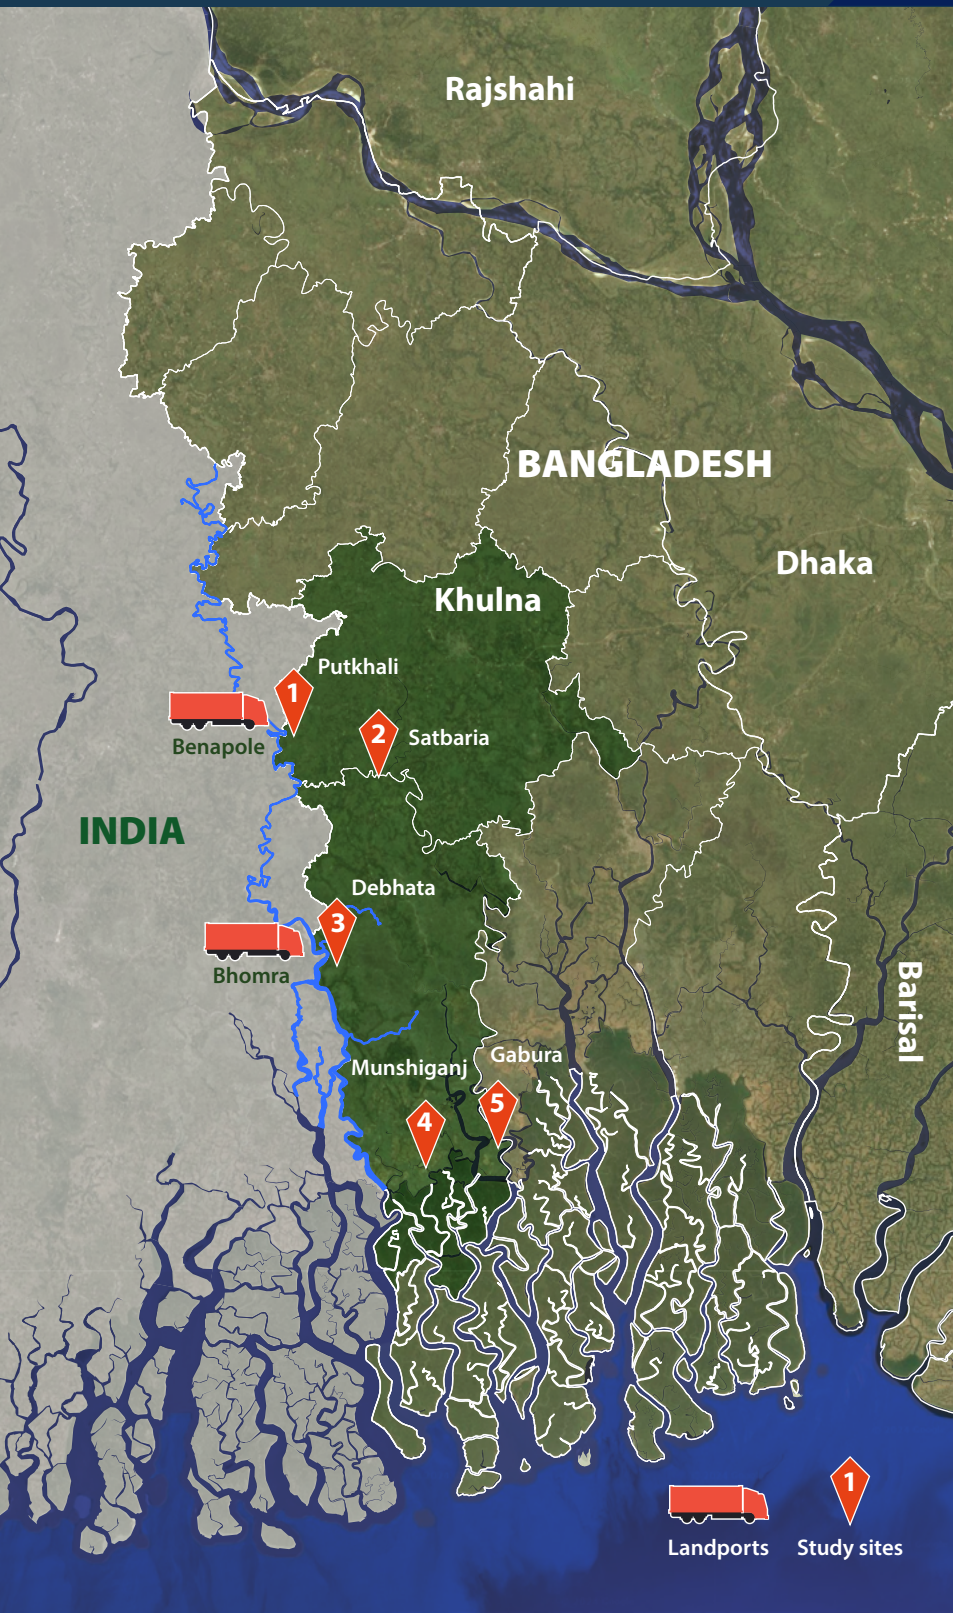 Rajshahi
BANGLADESH
Dhaka
Khulna
Putkhali
1
2
Satbaria
Benapole
INDIA
Debhata
3
Bhomra
Barisal
Gabura
Munshiganj
5
4
1
Landports
Study sites